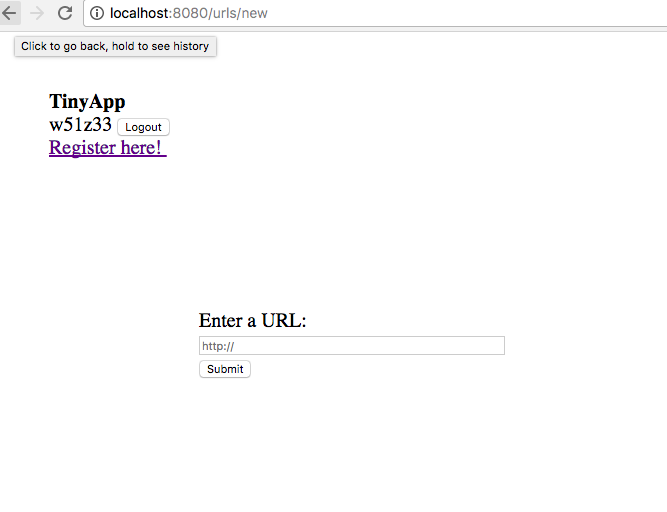 localhost:8080/urls/new
Click to go back, hold to see history
TinyApp
w51z33 Logout
Register here!
Enter a URL:
http://
Submit